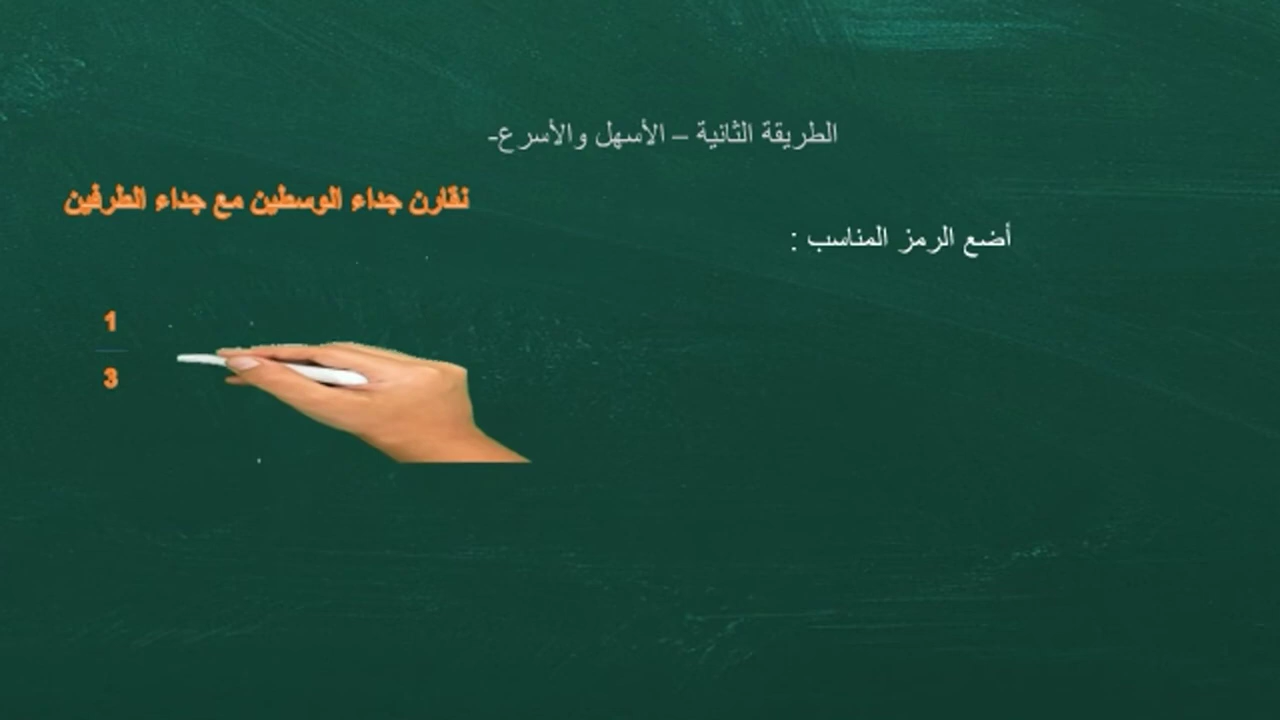 الطريقة الثانية – الأسهل والأسرع-
نقارن جداء الوسطين مع جداء الطرفين
أضع الرمز المناسب :
1
3